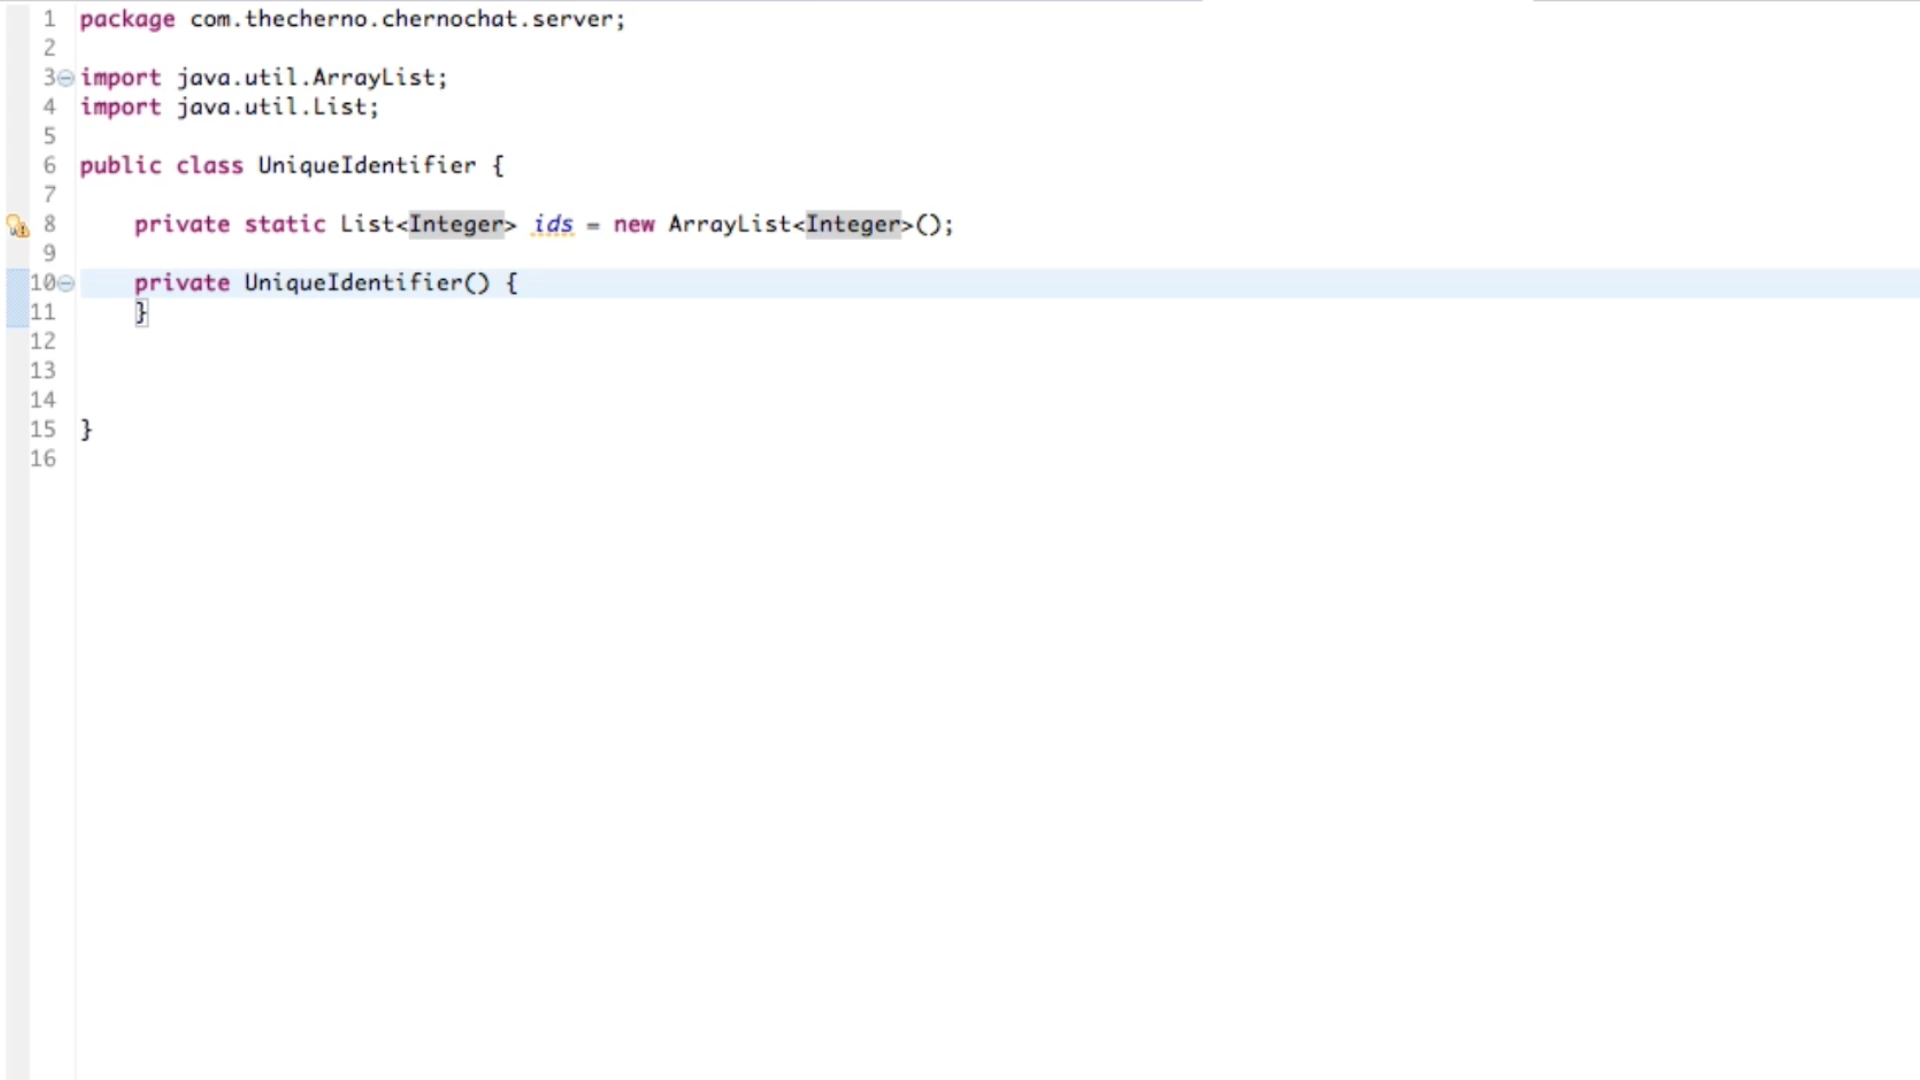 1 package com.thecherno.chernochat.server;
2
3 import java.util.ArrayList;
4 import java.util.List;
5
6 public class UniqueIdentifier {
7
8     private static List<Integer> ids = new ArrayList<Integer>();
9
10     private UniqueIdentifier() {
11     }
12
13
14
15 }
16